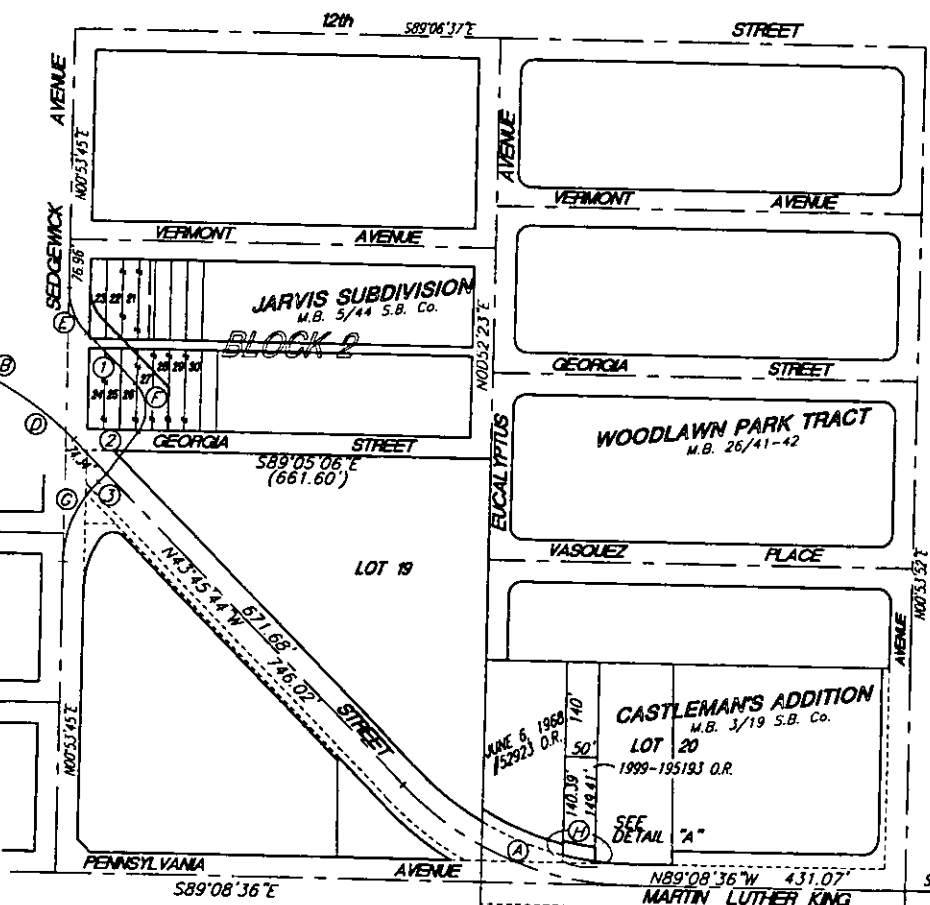 12th
S89°06'37"E
STREET
AVENUE
N00°53'45"E
SEDGEWICK
AVENUE
VERMONT
AVENUE
VERMONT
AVENUE
76.96'
23
22
21
JARVIS SUBDIVISION
M.B. 5/44 S.B. Co.
BLOCK 2
N00°52'23"E
E
1
B
D
24
25
26
27
28
29
30
F
GEORGIA
STREET
EUCALYPTUS
WOODLAWN PARK TRACT
M.B. 26/41-42
2
GEORGIA
STREET
S89°05'06"E
(661.60')
74.34'
G
3
VASQUEZ
PLACE
N00°53'52"E
AVENUE
LOT 19
N43°45'44"W
671.68'
746.02'
STREET
N00°53'45"E
JUNE 6, 1968
152923 O.R.
140'
50'
140.39'
149.41'
CASTLEMAN'S ADDITION
M.B. 3/19 S.B. Co.
LOT 20
1999-195193 O.R.
SEE
DETAIL "A"
H
A
PENNSYLVANIA
AVENUE
S89°08'36"E
N89°08'36"W 431.07'
MARTIN LUTHER KING
S